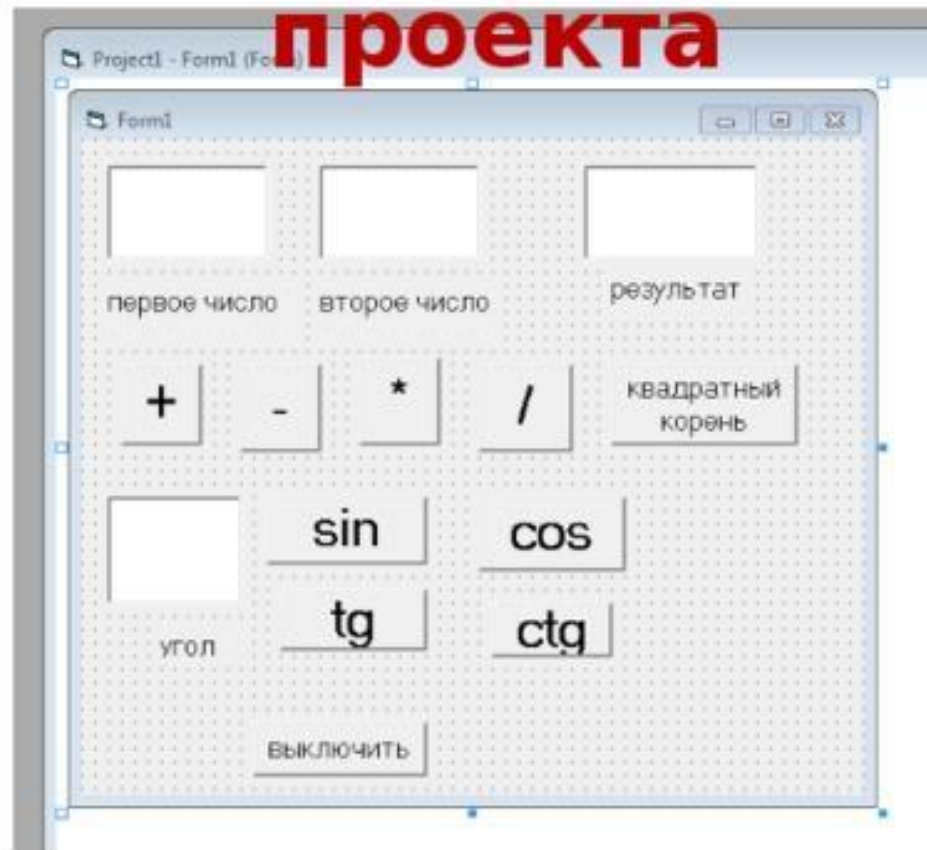 проекта
Project1 - Form1 (Form)
Form1
первое число
второе число
результат
+
-
*
/
квадратный
корень
sin
cos
tg
ctg
угол
выключить